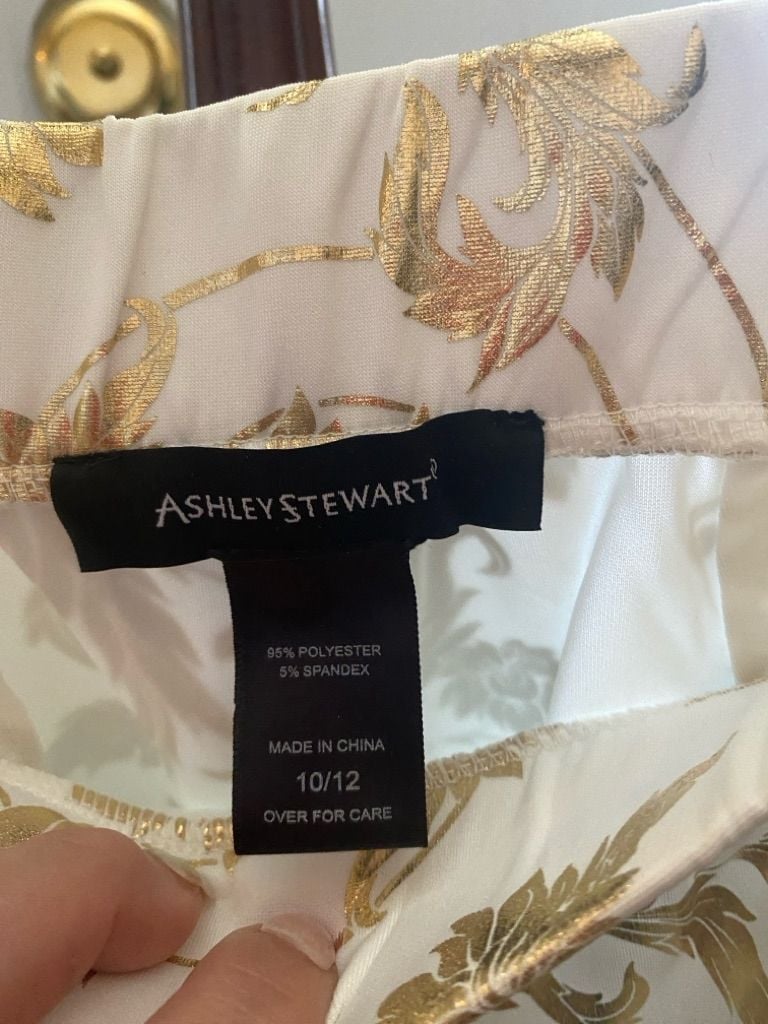 ASHLEY STEWART
95% POLYESTER
5% SPANDEX
MADE IN CHINA
10/12
OVER FOR CARE